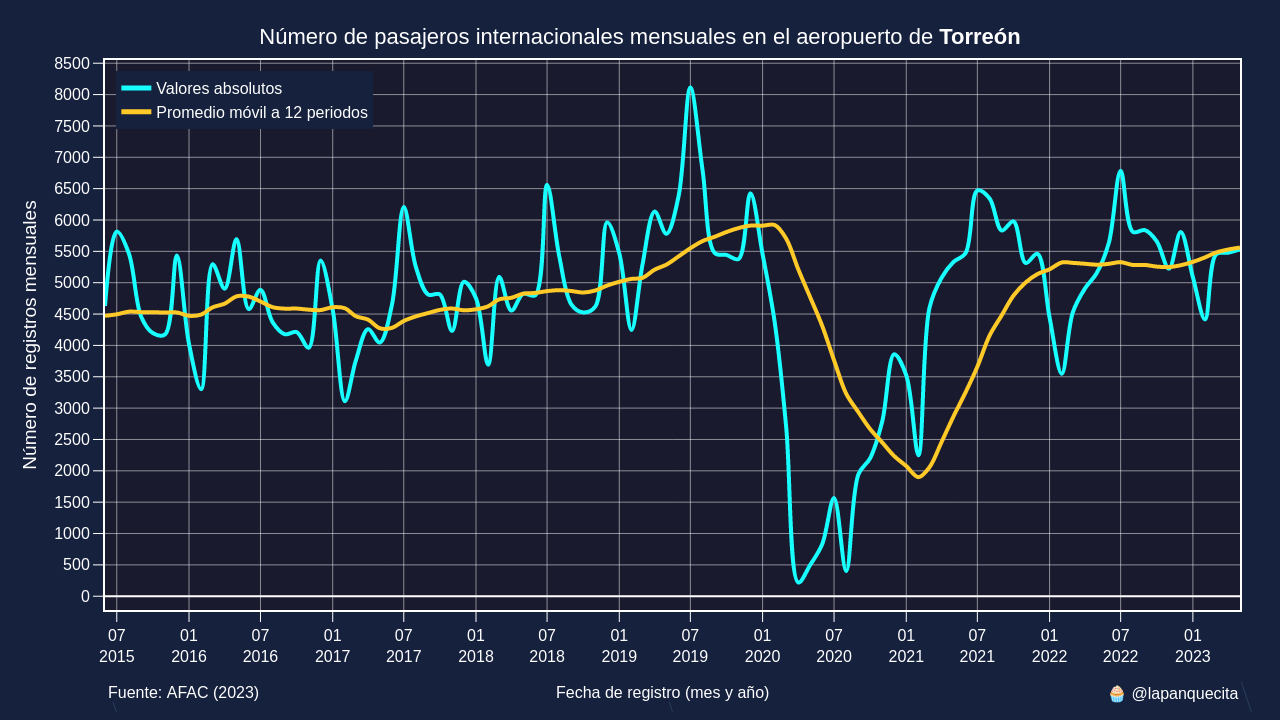 Número de pasajeros internacionales mensuales en el aeropuerto de Torreón
Valores absolutos
Promedio móvil a 12 periodos
Número de registros mensuales
8500
8000
7500
7000
6500
6000
5500
5000
4500
4000
3500
3000
2500
2000
1500
1000
500
0
07 01 07 01 07 01 07 01 07 01 07 01 07 01 07 01
2015 2016 2016 2017 2017 2018 2018 2019 2019 2020 2020 2021 2021 2022 2022 2023
Fuente: AFAC (2023) Fecha de registro (mes y año) 🧁 @lapanquecita